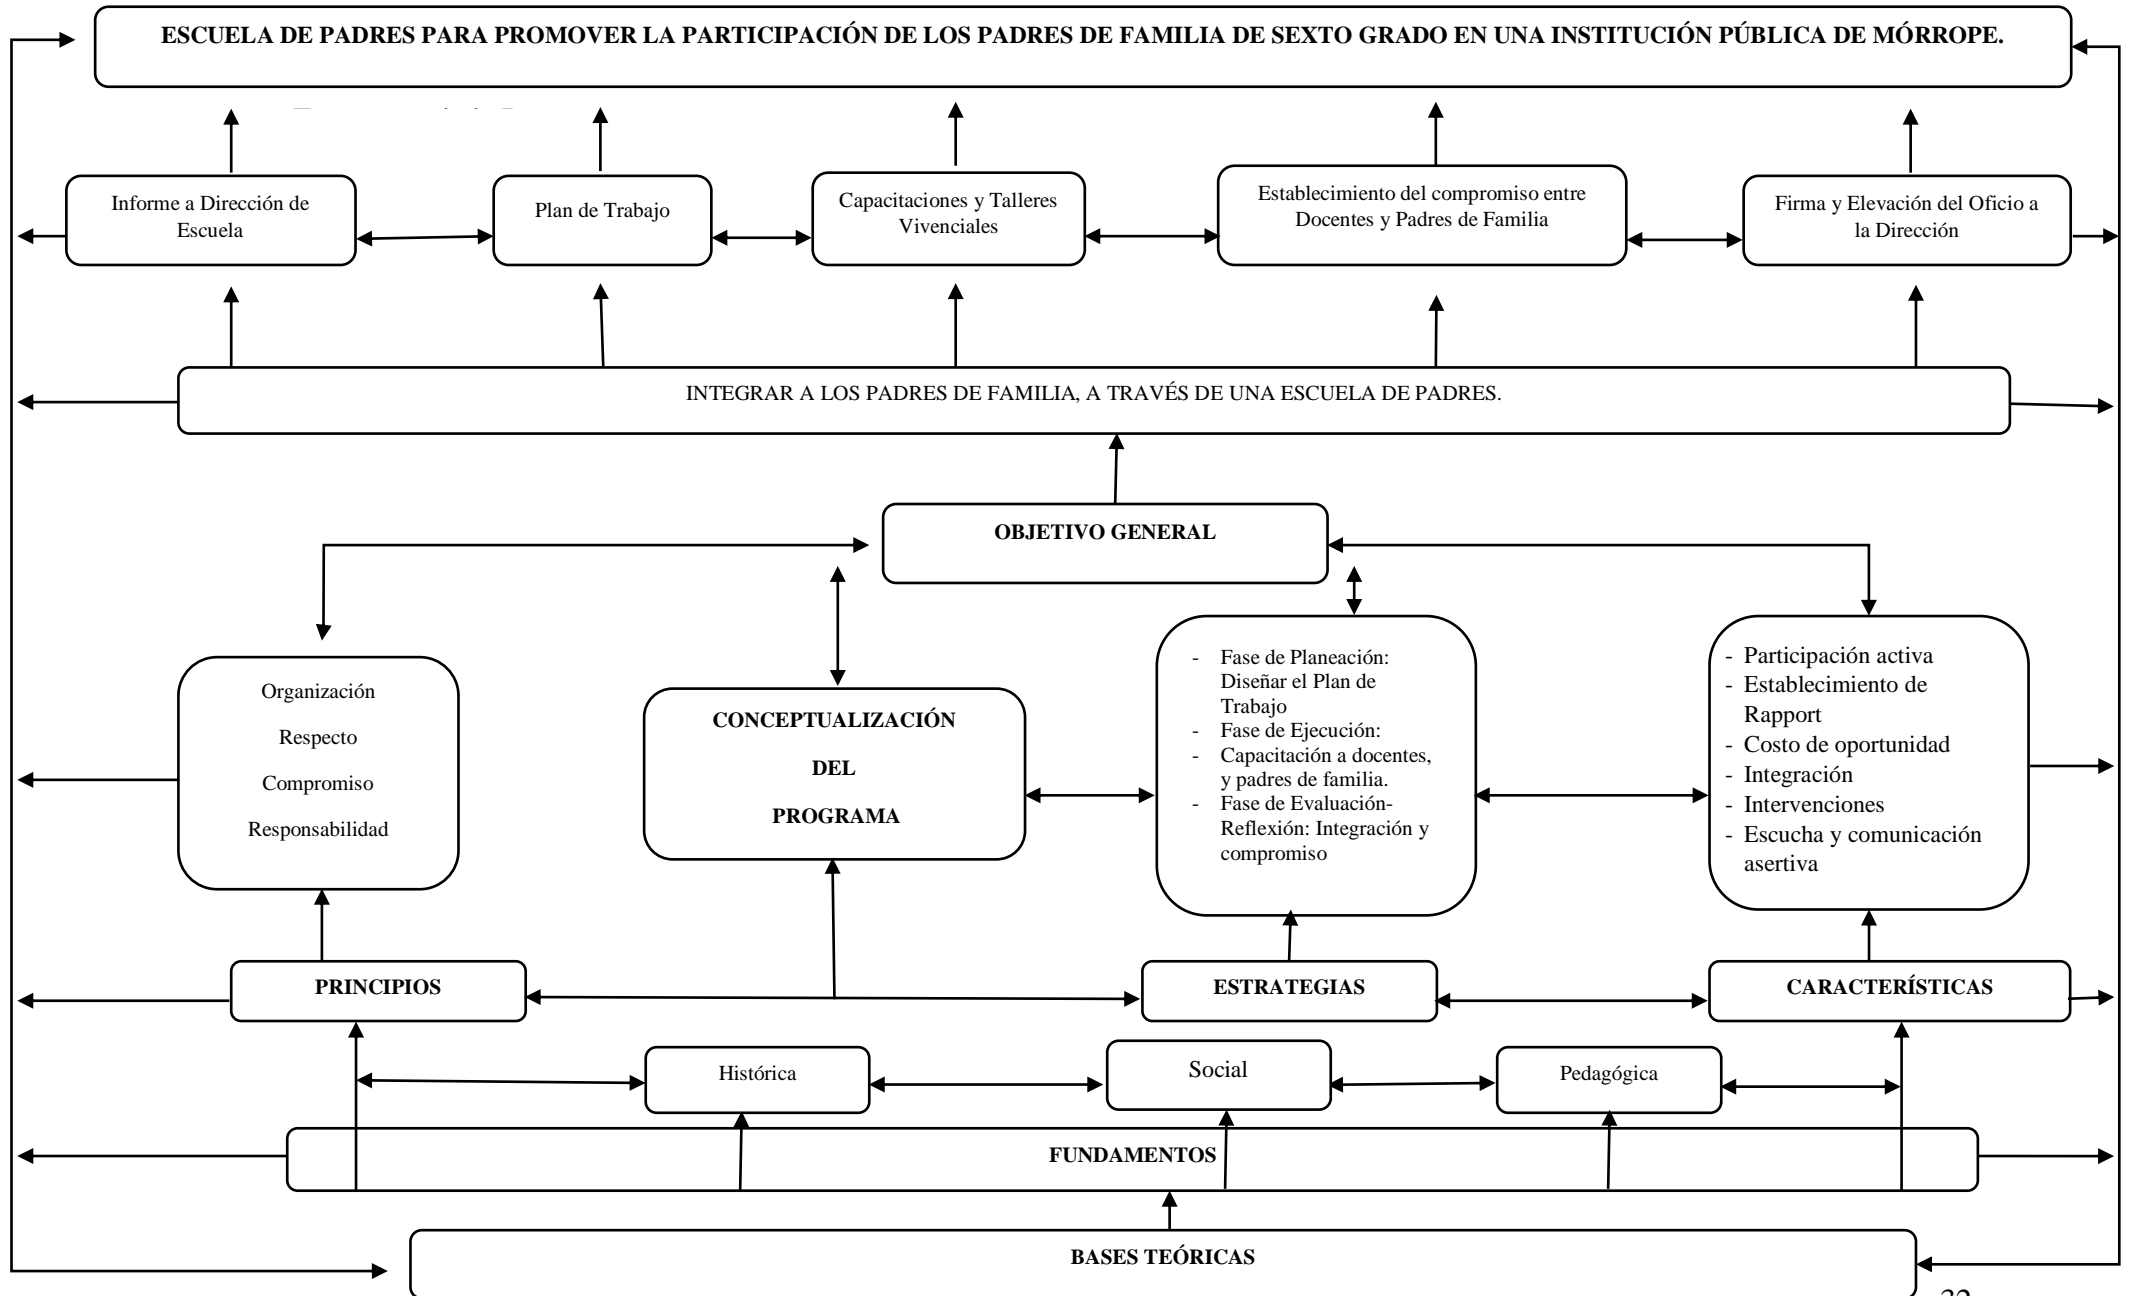 ESCUELA DE PADRES PARA PROMOVER LA PARTICIPACIÓN DE LOS PADRES DE FAMILIA DE SEXTO GRADO EN UNA INSTITUCIÓN PÚBLICA DE MÓRROPE.
Informe a Dirección de
Escuela
Plan de Trabajo
Capacitaciones y Talleres
Vivenciales
Establecimiento del compromiso entre
Docentes y Padres de Familia
Firma y Elevación del Oficio a
la Dirección
INTEGRAR A LOS PADRES DE FAMILIA, A TRAVÉS DE UNA ESCUELA DE PADRES.
OBJETIVO GENERAL
Organización
Respecto
Compromiso
Responsabilidad
CONCEPTUALIZACIÓN
DEL
PROGRAMA
- Fase de Planeación:
Diseñar el Plan de
Trabajo
- Fase de Ejecución:
- Capacitación a docentes,
y padres de familia.
- Fase de Evaluación-
Reflexión: Integración y
compromiso
- Participación activa
- Establecimiento de
Rapport
- Costo de oportunidad
- Integración
- Intervenciones
- Escucha y comunicación
asertiva
PRINCIPIOS
ESTRATEGIAS
CARACTERÍSTICAS
Histórica
Social
Pedagógica
FUNDAMENTOS
BASES TEÓRICAS
32